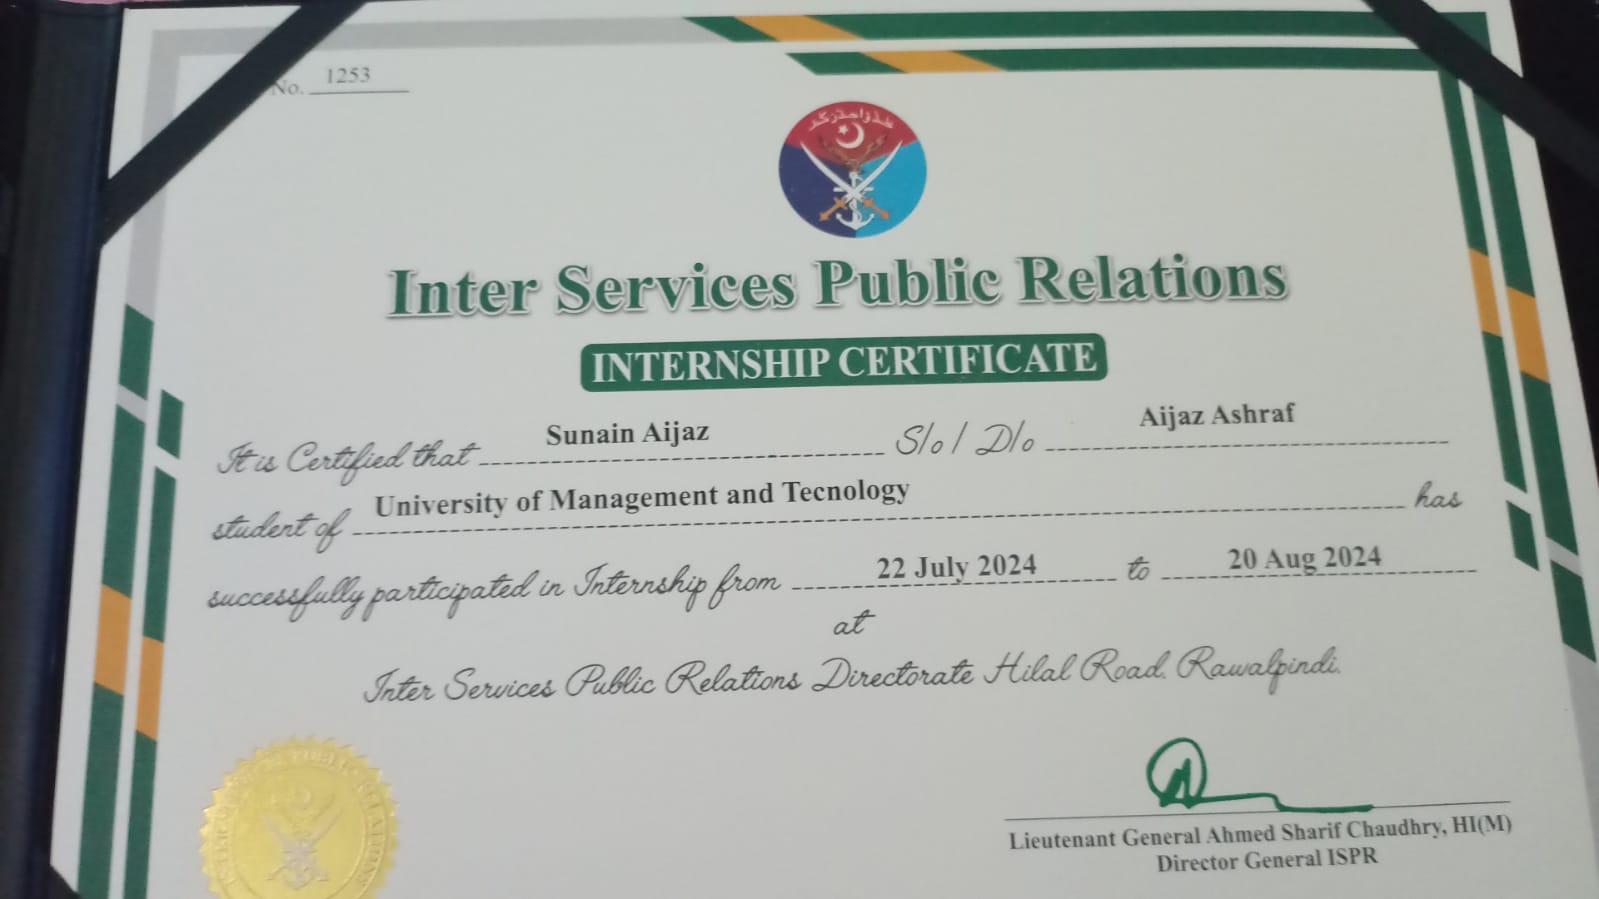 No. 1253
Inter Services Public Relations
INTERNSHIP CERTIFICATE
It is Certified that Sunain Aijaz S/o / D/o Aijaz Ashraf
student of University of Management and Tecnology has
successfully participated in Internship from 22 July 2024 to 20 Aug 2024
at
Inter Services Public Relations Directorate Hilal Road. Rawalpindi.
Lieutenant General Ahmed Sharif Chaudhry, HI(M)
Director General ISPR
PUBLIC RELATIONS